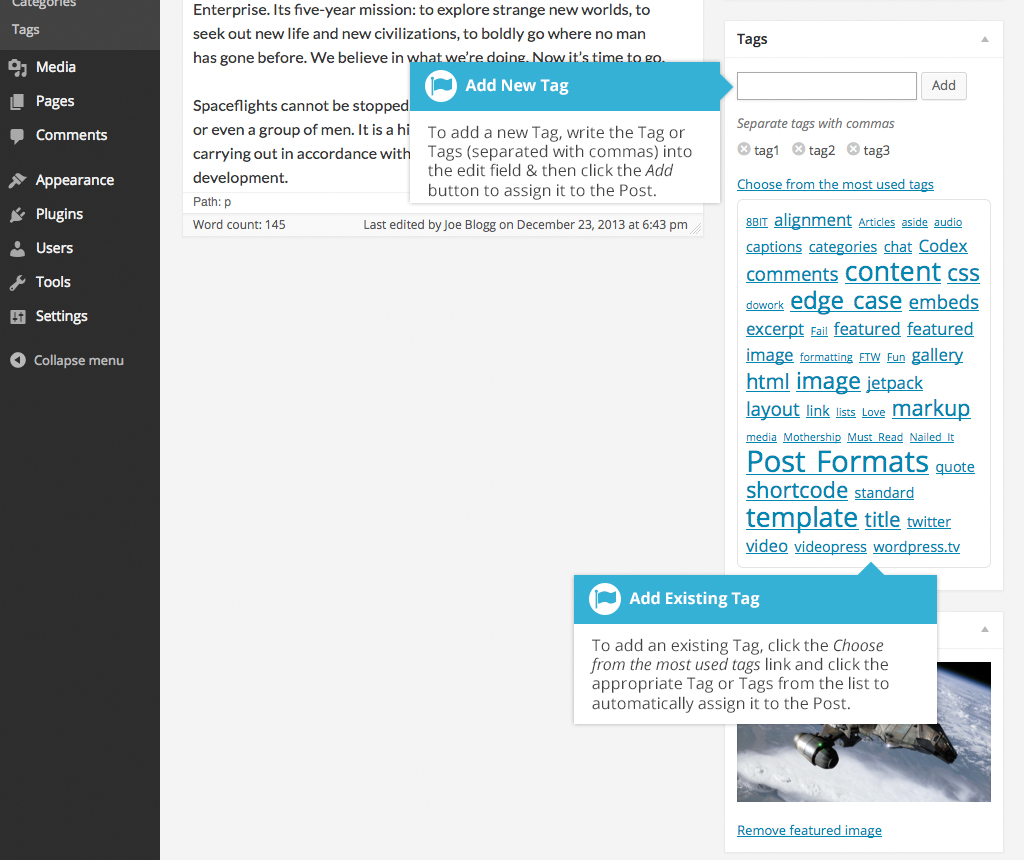 Categories
Tags
Media
Pages
Comments
Appearance
Plugins
Users
Tools
Settings
Collapse menu
Enterprise. Its five-year mission: to explore strange new worlds, to
seek out new life and new civilizations, to boldly go where no man
has gone before. We believe in what we're doing. Now it's time to go.
Spaceflights cannot be stopped
or even a group of men. It is a hi
carrying out in accordance with
development.
Path: p
Word count: 145 Last edited by Joe Blogg on December 23, 2013 at 6:43 pm
Add New Tag
To add a new Tag, write the Tag or
Tags (separated with commas) into
the edit field & then click the Add
button to assign it to the Post.
Tags
Add
Separate tags with commas
tag1 tag2 tag3
Choose from the most used tags
8BIT alignment Articles aside audio
captions categories chat Codex
comments content css
dowork edge case embeds
excerpt Fail featured featured
image formatting FTW Fun gallery
html image jetpack
layout link lists Love markup
media Mothership Must Read Nailed It
Post Formats quote
shortcode standard
template title twitter
video videopress wordpress.tv
Add Existing Tag
To add an existing Tag, click the Choose
from the most used tags link and click the
appropriate Tag or Tags from the list to
automatically assign it to the Post.
Remove featured image